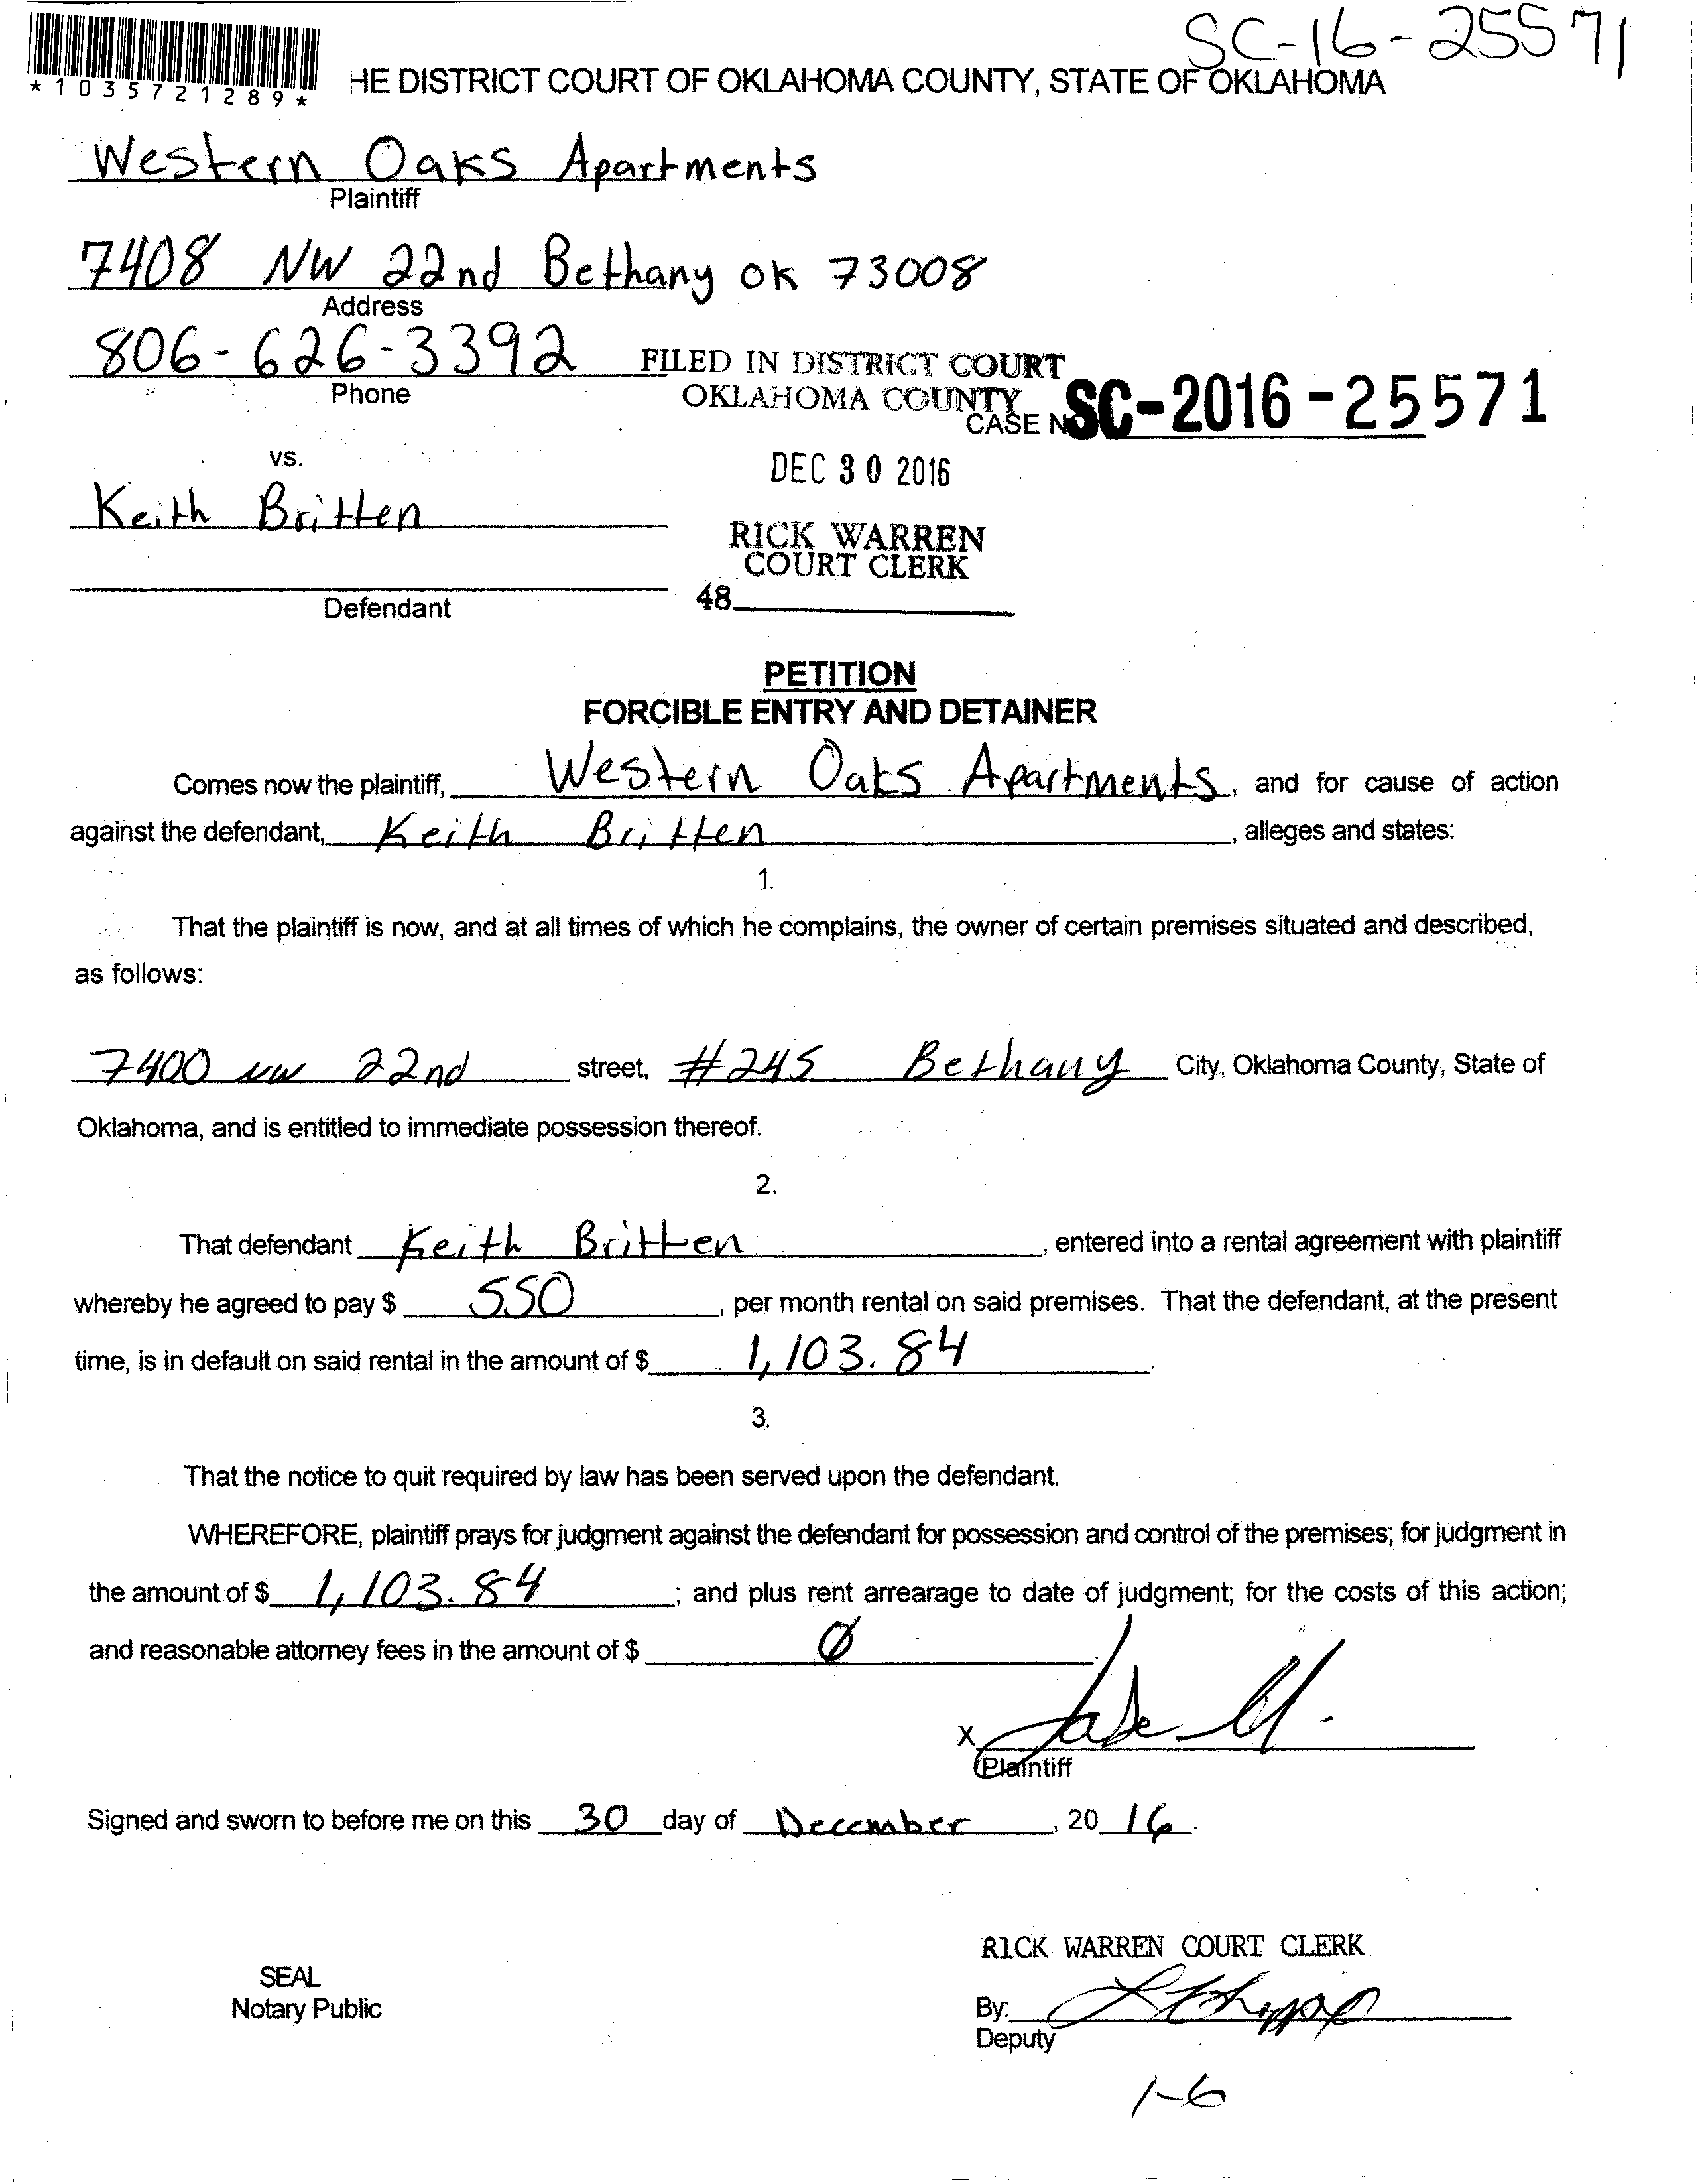 SC-16-25571
*1035721289*
HE DISTRICT COURT OF OKLAHOMA COUNTY, STATE OF OKLAHOMA
Western Oaks Apartments
Plaintiff
7408 NW 22nd Bethany OK 73008
Address
806-626-3392
Phone
FILED IN DISTRICT COURT
OKLAHOMA COUNTY
CASE N SC-2016-25571
vs.
DEC 30 2016
Keith Britten
RICK WARREN
COURT CLERK
48
Defendant
PETITION
FORCIBLE ENTRY AND DETAINER
Comes now the plaintiff, Western Oaks Apartments, and for cause of action
against the defendant, Keith Britten, alleges and states:
1.
That the plaintiff is now, and at all times of which he complains, the owner of certain premises situated and described,
as follows:
7400 NW 22nd street, #245 Bethany City, Oklahoma County, State of
Oklahoma, and is entitled to immediate possession thereof.
2.
That defendant Keith Britten, entered into a rental agreement with plaintiff
whereby he agreed to pay $ 550, per month rental on said premises. That the defendant, at the present
time, is in default on said rental in the amount of $ 1,103.84.
3.
That the notice to quit required by law has been served upon the defendant.
WHEREFORE, plaintiff prays for judgment against the defendant for possession and control of the premises; for judgment in
the amount of $ 1,103.84; and plus rent arrearage to date of judgment; for the costs of this action;
and reasonable attorney fees in the amount of $ 0.
X
Plaintiff
Signed and sworn to before me on this 30 day of December, 20 16.
RICK WARREN COURT CLERK
SEAL
Notary Public
By:
Deputy
1-6